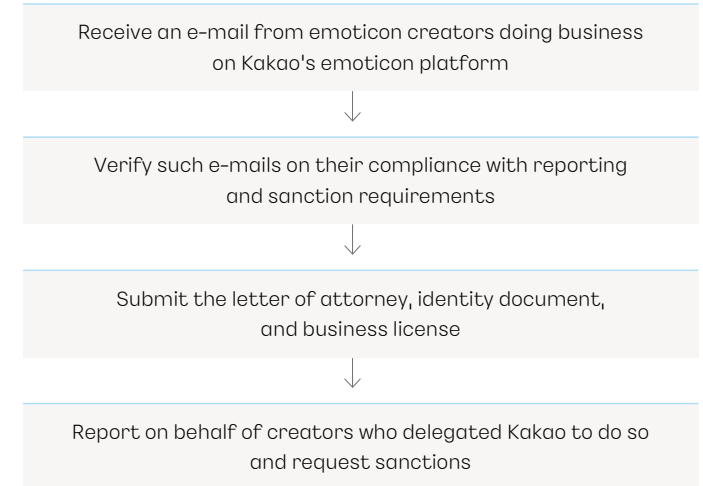 Receive an e-mail from emoticon creators doing business
on Kakao's emoticon platform
Verify such e-mails on their compliance with reporting
and sanction requirements
Submit the letter of attorney, identity document,
and business license
Report on behalf of creators who delegated Kakao to do so
and request sanctions